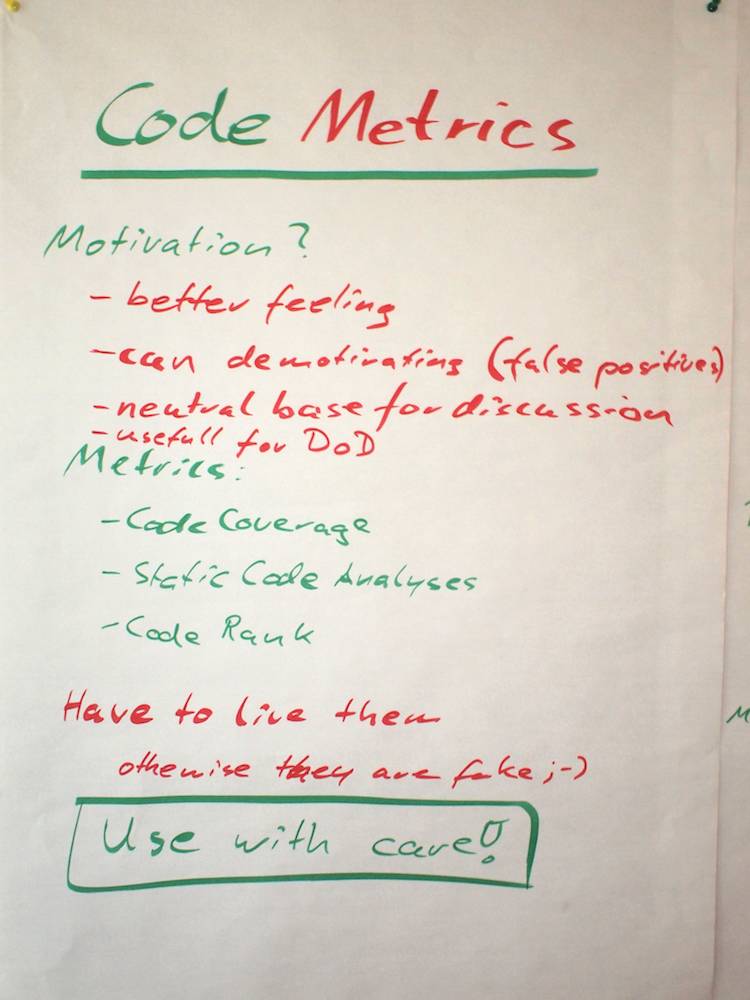 Code Metrics
Motivation?
- better feeling
- can demotivating (false positives)
- neutral base for discussion
- usefull for DoD
Metrics:
- Code Coverage
- Static Code Analyses
- Code Rank
Have to live them
otherwise they are fake ;-)
Use with care!